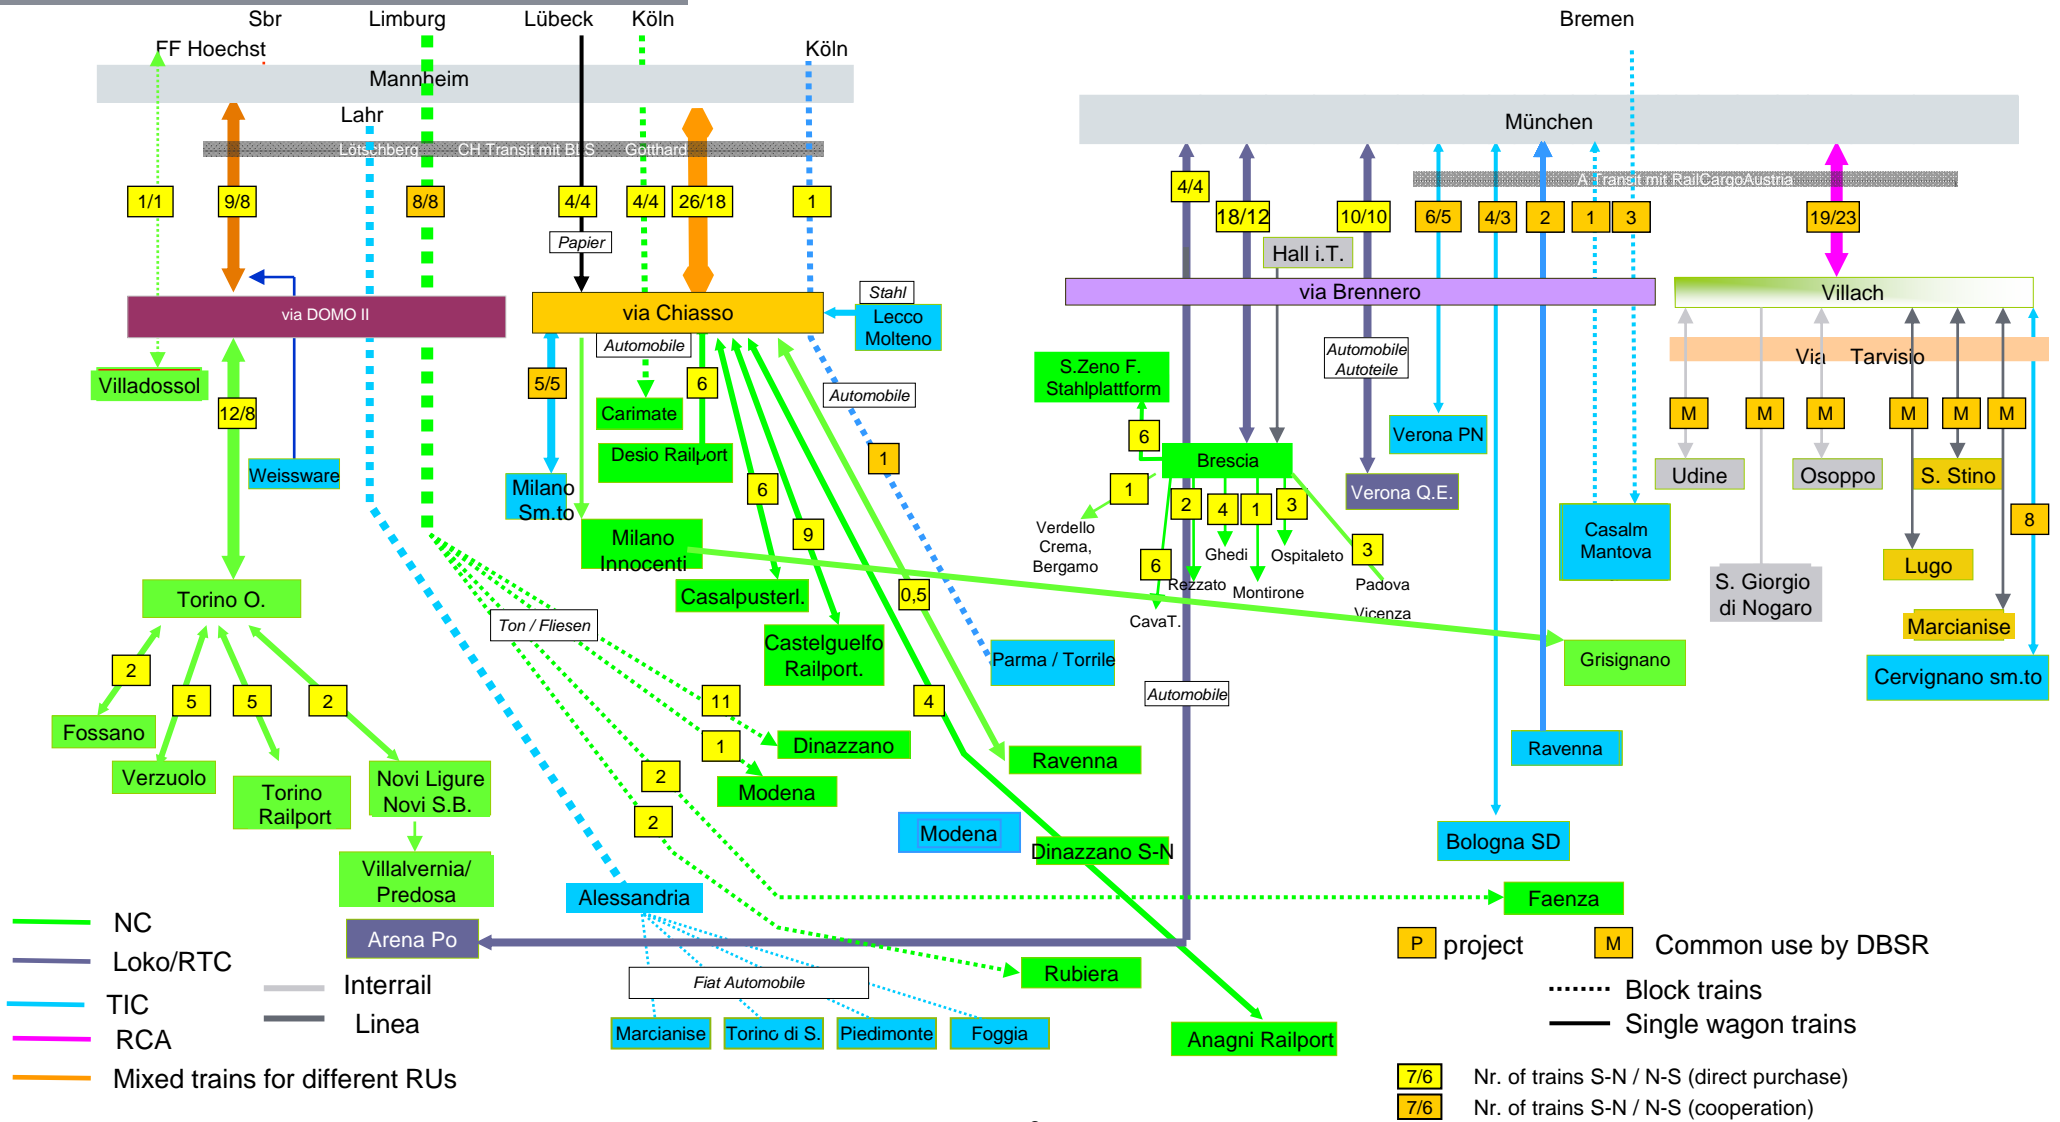 Sbr
Limburg
Lübeck
Köln
Bremen
FF Hoechst
Köln
Mannheim
Lahr
München
Lötschberg
CH Transit mit BLS
Gotthard
A Transit mit RailCargoAustria
1/1
9/8
8/8
4/4
4/4
26/18
1
4/4
18/12
10/10
6/5
4/3
2
1
3
19/23
Papier
Hall i.T.
via DOMO II
via Chiasso
Stahl
Lecco
Molteno
via Brennero
Villach
Automobile
Automobile
Autoteile
Via Tarvisio
Villadossol
5/5
6
Automobile
S.Zeno F.
Stahlplattform
12/8
Carimate
M
M
M
M
M
M
Desio Railport
1
6
Brescia
Verona PN
Weissware
Milano
Sm.to
6
1
2
4
1
3
Verona Q.E.
Udine
Osoppo
S. Stino
8
Milano
Innocenti
9
Verdello
Crema,
Bergamo
6
Ghedi
Ospitaleto
3
Casalm
Mantova
Rezzato
Montirone
Padova
Lugo
Torino O.
Casalpusterl.
0,5
CavaT.
Vicenza
S. Giorgio
di Nogaro
Ton / Fliesen
Marcianise
Castelguelfo
Railport.
Parma / Torrile
Grisignano
Cervignano sm.to
2
5
5
2
11
4
Automobile
Fossano
1
Dinazzano
Ravenna
Ravenna
Verzuolo
Torino
Railport
Novi Ligure
Novi S.B.
2
Modena
2
Modena
Dinazzano S-N
Bologna SD
Villalvernia/
Predosa
Alessandria
Faenza
NC
Arena Po
P project
M Common use by DBSR
Loko/RTC
Rubiera
Interrail
Fiat Automobile
Block trains
TIC
Linea
Single wagon trains
RCA
Marcianise
Torino di S.
Piedimonte
Foggia
Anagni Railport
Mixed trains for different RUs
7/6 Nr. of trains S-N / N-S (direct purchase)
7/6 Nr. of trains S-N / N-S (cooperation)